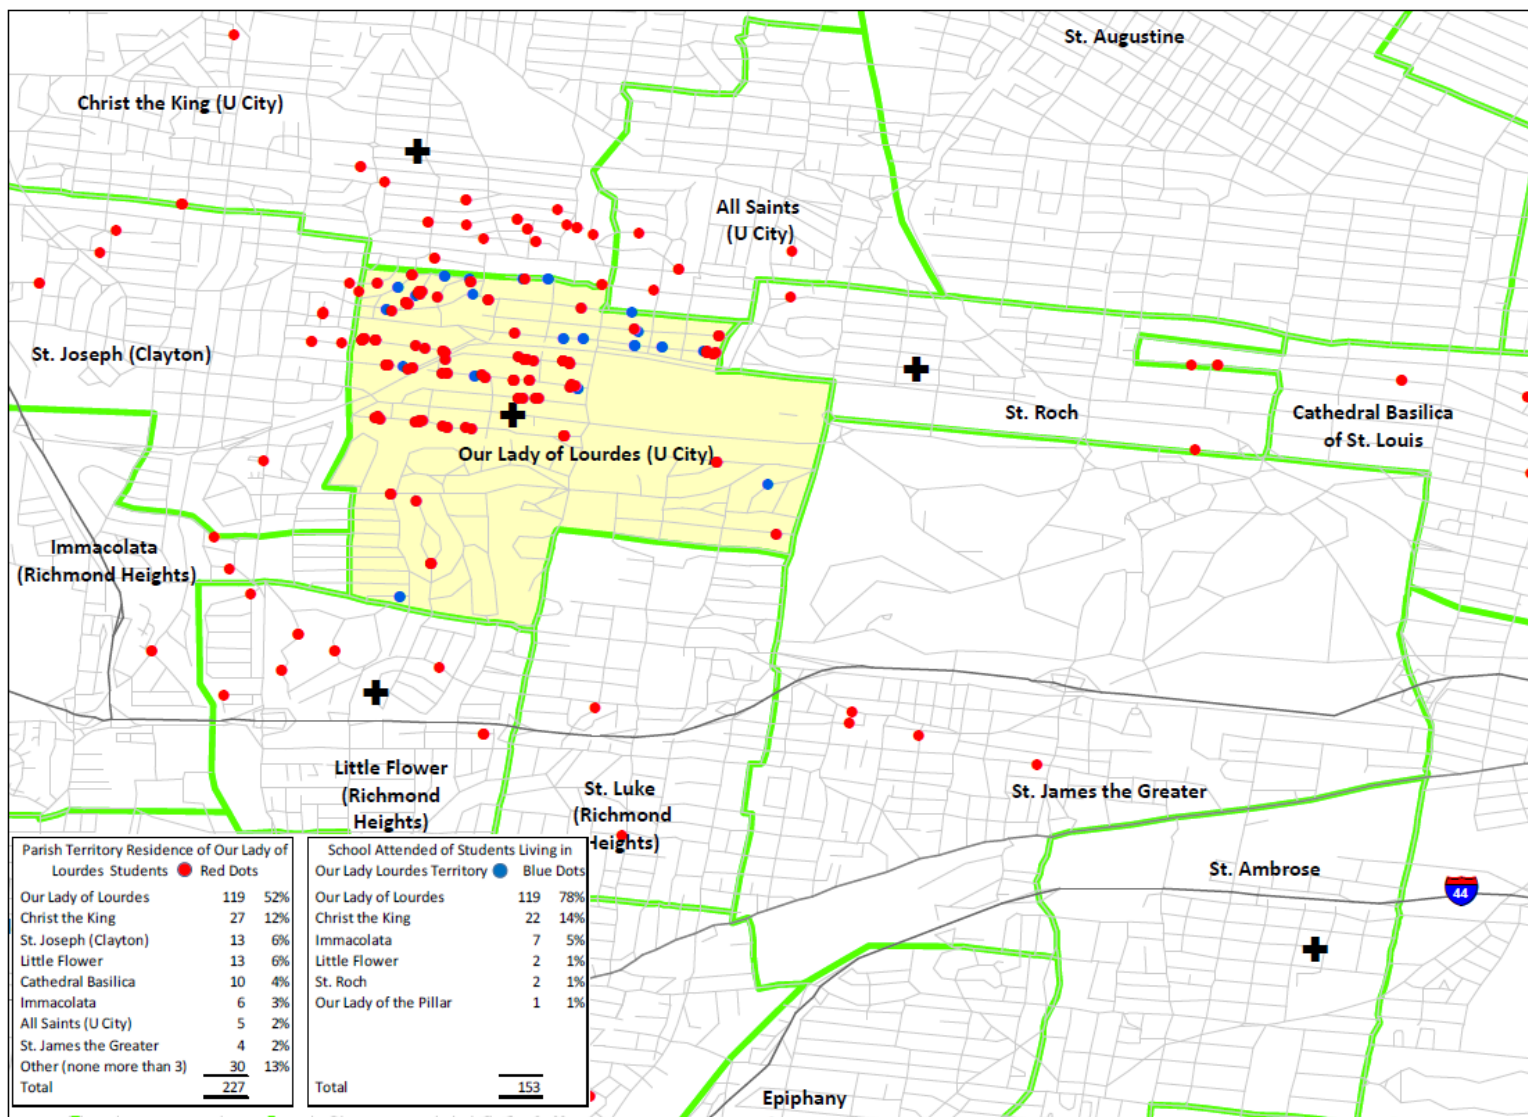 St. Augustine
Christ the King (U City)
All Saints
(U City)
St. Joseph (Clayton)
St. Roch
Cathedral Basilica
of St. Louis
Our Lady of Lourdes (U City)
Immacolata
(Richmond Heights)
Little Flower
(Richmond
Heights)
St. Luke
(Richmond
Heights)
St. James the Greater
St. Ambrose
44
Epiphany
Parish Territory Residence of Our Lady of
Lourdes Students Red Dots
Our Lady of Lourdes 119 52%
Christ the King 27 12%
St. Joseph (Clayton) 13 6%
Little Flower 13 6%
Cathedral Basilica 10 4%
Immacolata 6 3%
All Saints (U City) 5 2%
St. James the Greater 4 2%
Other (none more than 3) 30 13%
Total 227
School Attended of Students Living in
Our Lady Lourdes Territory Blue Dots
Our Lady of Lourdes 119 78%
Christ the King 22 14%
Immacolata 7 5%
Little Flower 2 1%
St. Roch 2 1%
Our Lady of the Pillar 1 1%
Total 153